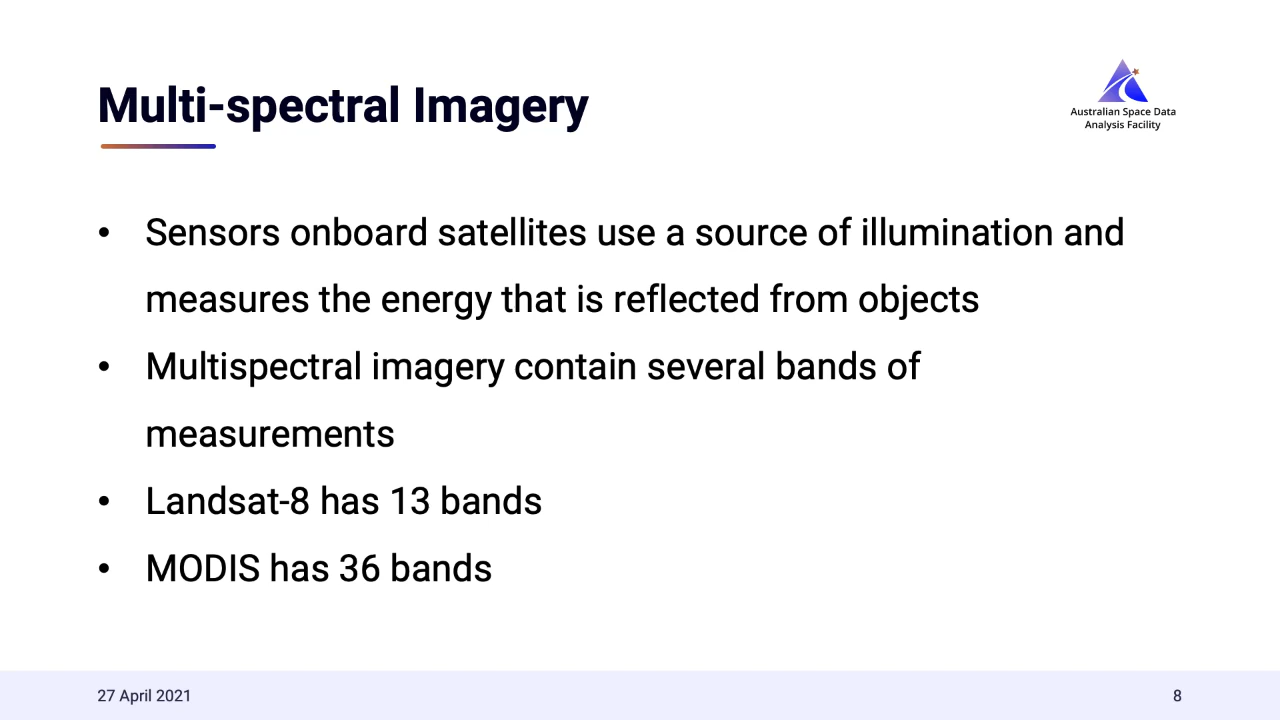 Multi-spectral Imagery
Australian Space Data
Analysis Facility
• Sensors onboard satellites use a source of illumination and
measures the energy that is reflected from objects
• Multispectral imagery contain several bands of
measurements
• Landsat-8 has 13 bands
• MODIS has 36 bands
27 April 2021
8